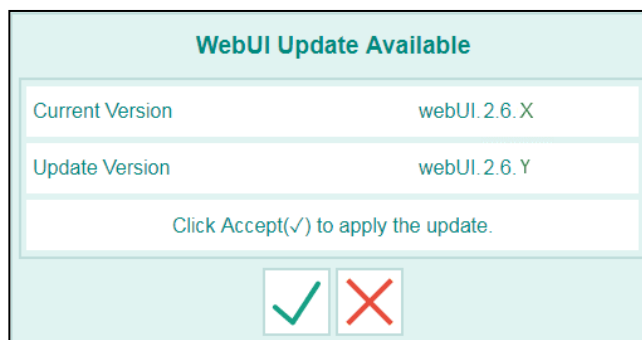 WebUI Update Available
Current Version webUI.2.6.X
Update Version webUI.2.6.Y
Click Accept(✓) to apply the update.